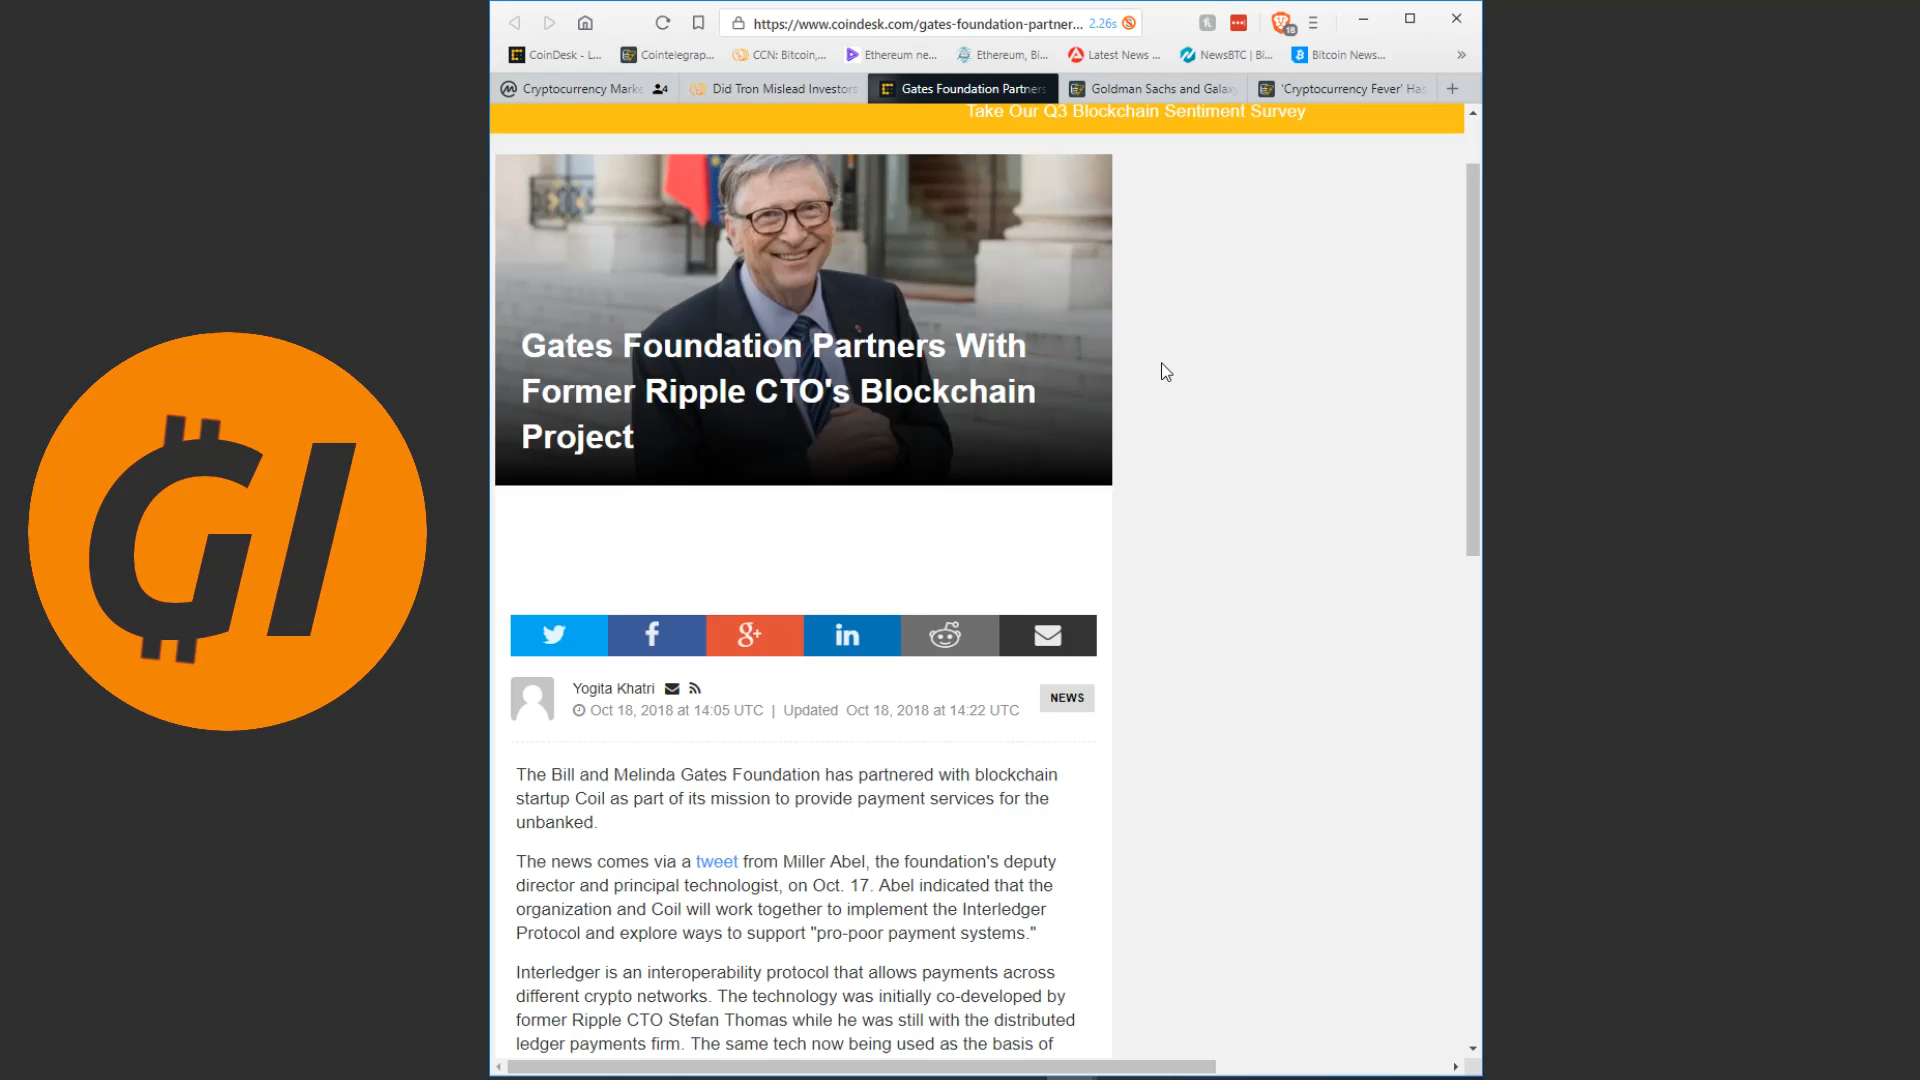 https://www.coindesk.com/gates-foundation-partner... 2.26s
18
CoinDesk - L...
Cointelegrap...
CCN: Bitcoin,...
Ethereum ne...
Ethereum, Bi...
Latest News ...
NewsBTC | Bi...
Bitcoin News...
Cryptocurrency Marke
4
Did Tron Mislead Investors
Gates Foundation Partners
Goldman Sachs and Galax
'Cryptocurrency Fever' Has
Take Our Q3 Blockchain Sentiment Survey
Gates Foundation Partners With
Former Ripple CTO's Blockchain
Project
GI
Yogita Khatri
Oct 18, 2018 at 14:05 UTC | Updated Oct 18, 2018 at 14:22 UTC
NEWS
The Bill and Melinda Gates Foundation has partnered with blockchain
startup Coil as part of its mission to provide payment services for the
unbanked.
The news comes via a tweet from Miller Abel, the foundation's deputy
director and principal technologist, on Oct. 17. Abel indicated that the
organization and Coil will work together to implement the Interledger
Protocol and explore ways to support "pro-poor payment systems."
Interledger is an interoperability protocol that allows payments across
different crypto networks. The technology was initially co-developed by
former Ripple CTO Stefan Thomas while he was still with the distributed
ledger payments firm. The same tech now being used as the basis of